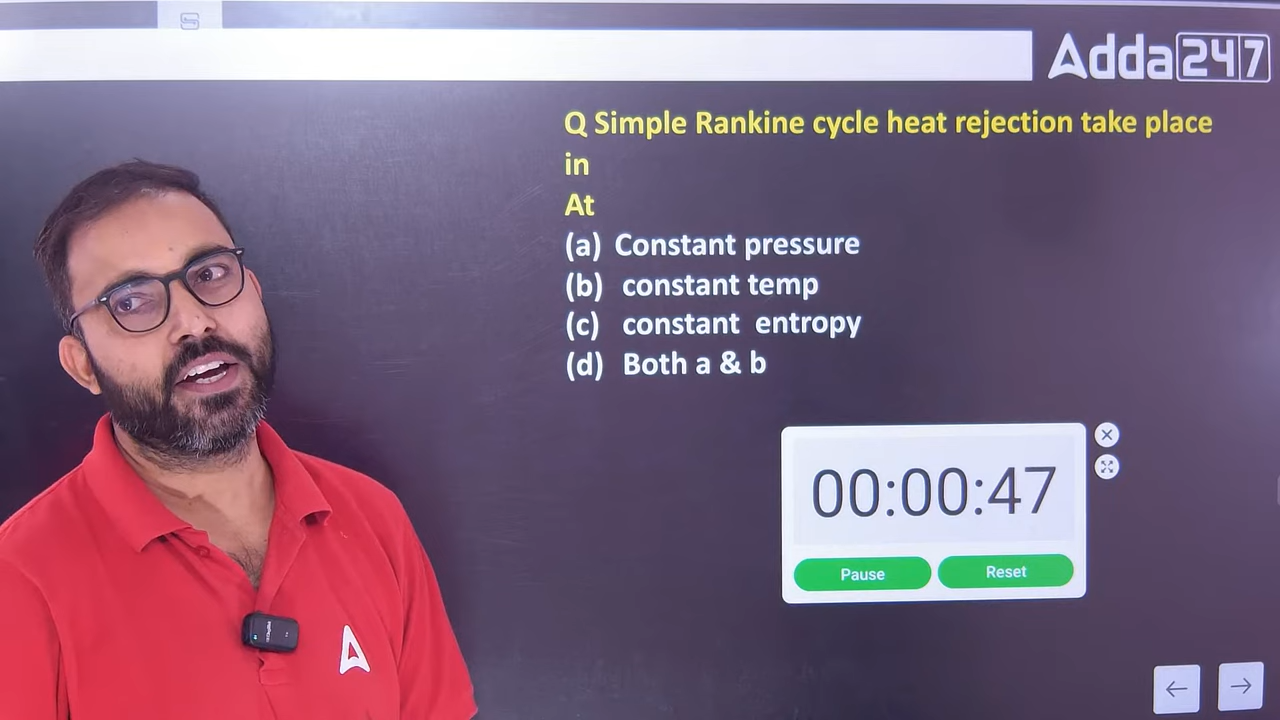 Adda247
Q Simple Rankine cycle heat rejection take place
in
At
(a) Constant pressure
(b) constant temp
(c) constant entropy
(d) Both a & b
00:00:47
Pause
Reset